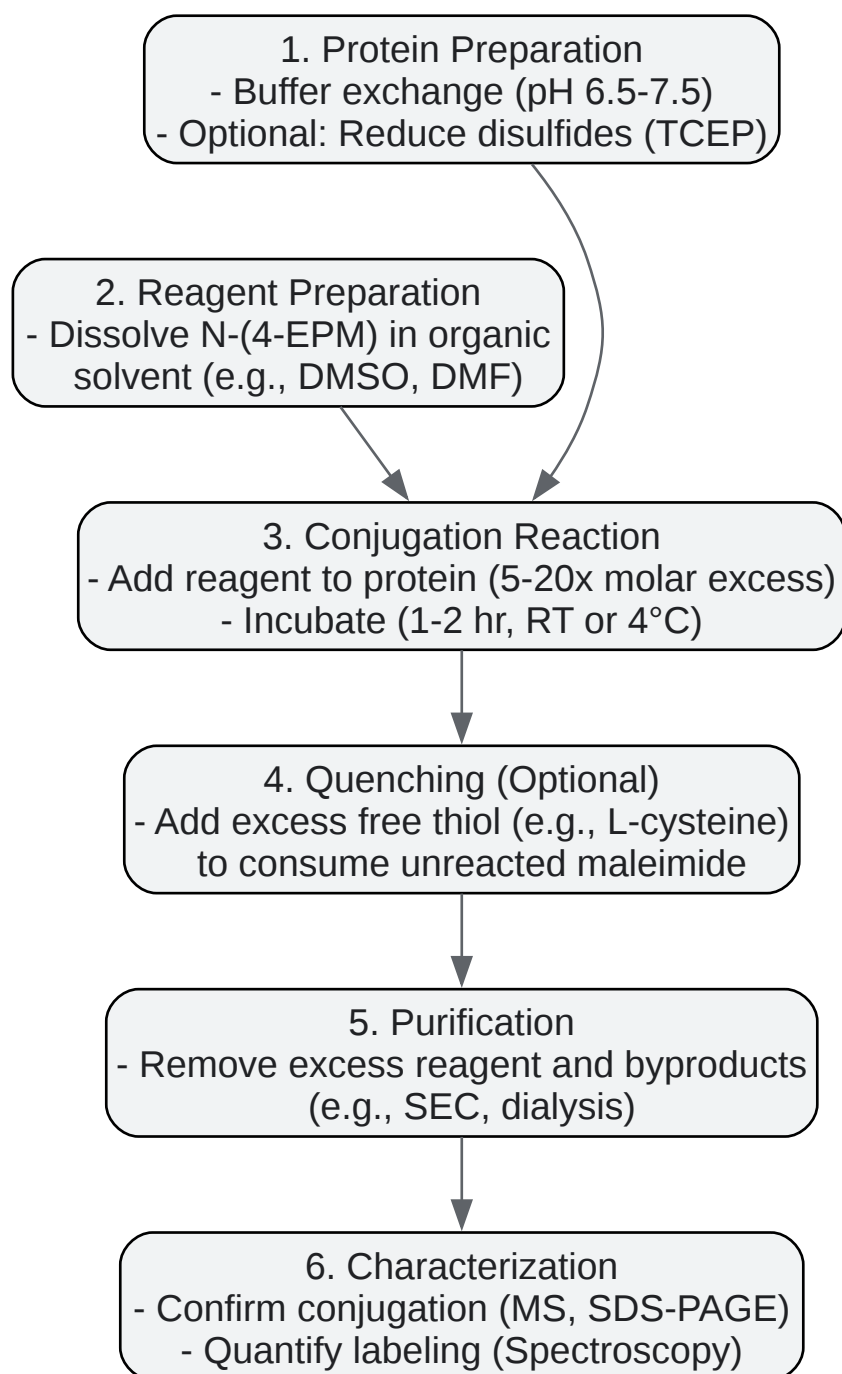 1. Protein Preparation
- Buffer exchange (pH 6.5-7.5)
- Optional: Reduce disulfides (TCEP)
2. Reagent Preparation
- Dissolve N-(4-EPM) in organic
solvent (e.g., DMSO, DMF)
3. Conjugation Reaction
- Add reagent to protein (5-20x molar excess)
- Incubate (1-2 hr, RT or 4°C)
4. Quenching (Optional)
- Add excess free thiol (e.g., L-cysteine)
to consume unreacted maleimide
5. Purification
- Remove excess reagent and byproducts
(e.g., SEC, dialysis)
6. Characterization
- Confirm conjugation (MS, SDS-PAGE)
- Quantify labeling (Spectroscopy)